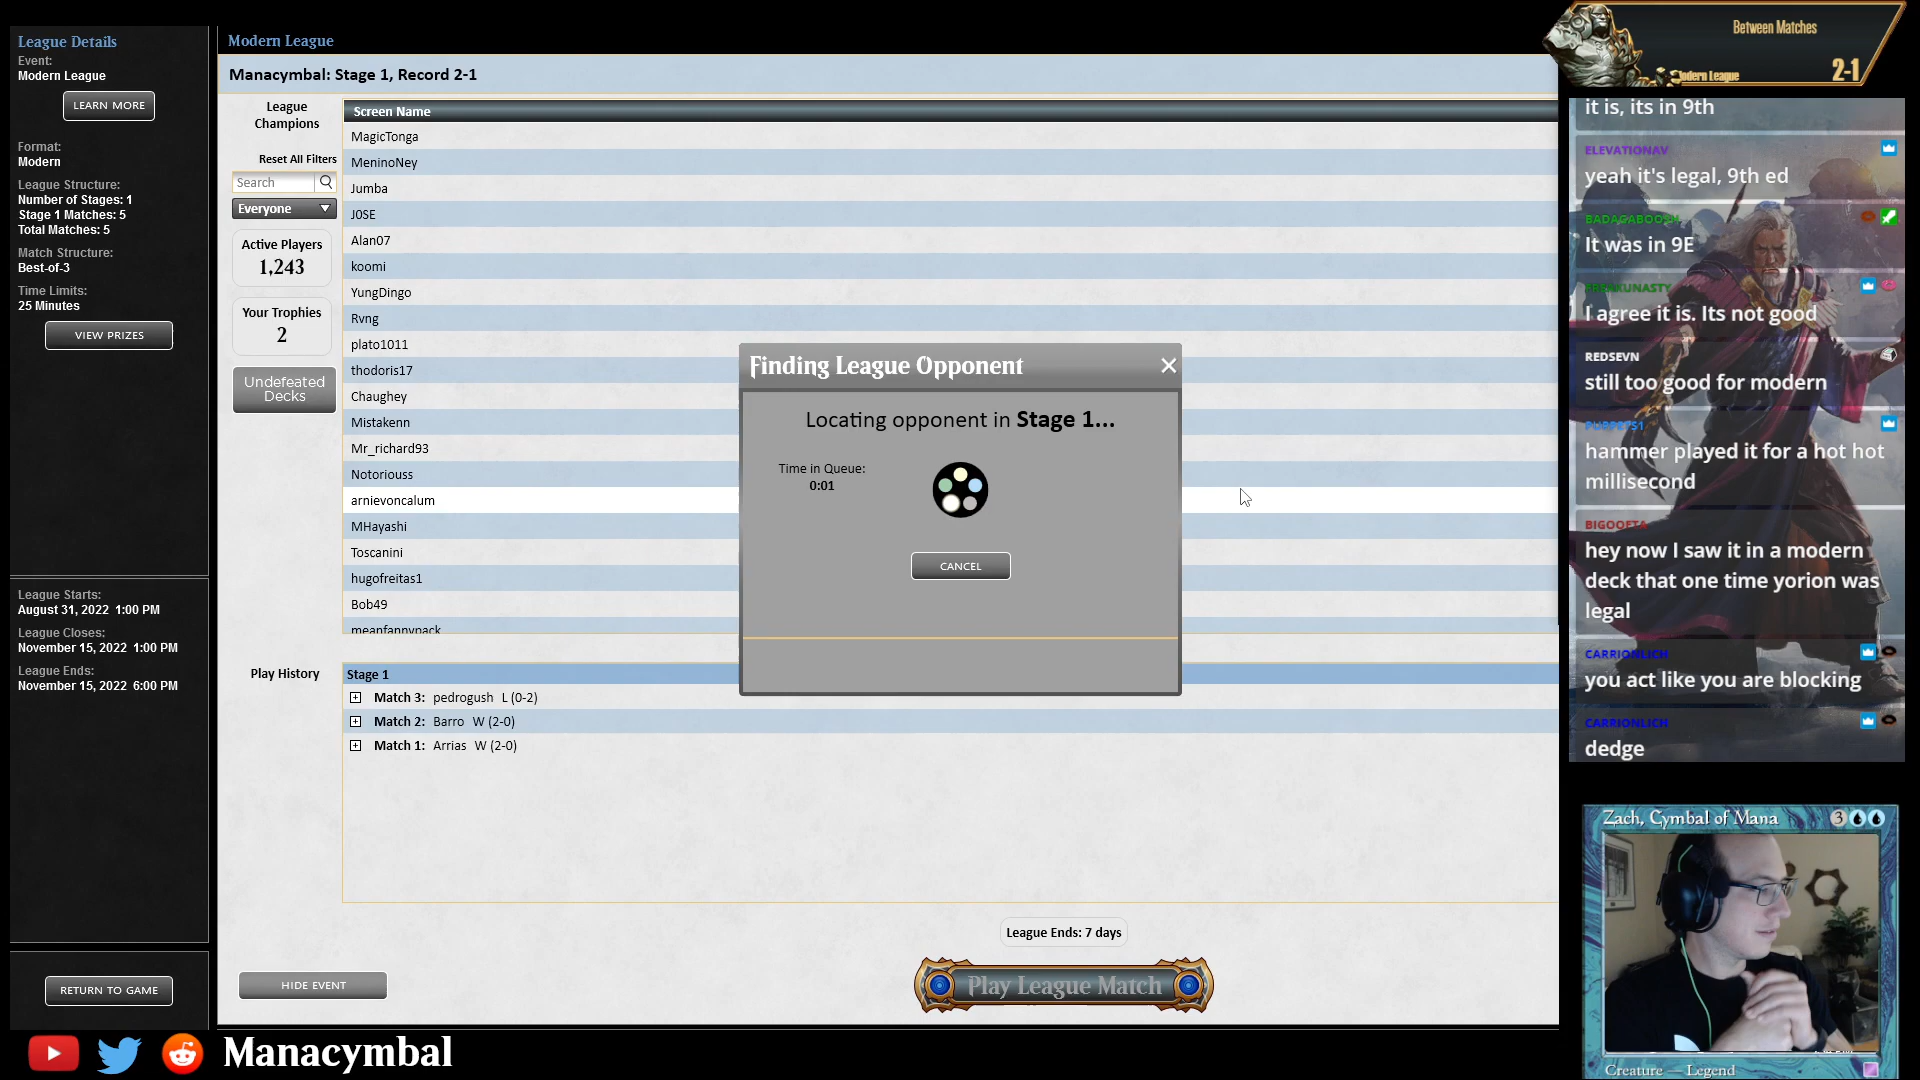 League Details
Event:
Modern League
LEARN MORE
Format:
Modern
League Structure:
Number of Stages: 1
Stage 1 Matches: 5
Total Matches: 5
Match Structure:
Best-of-3
Time Limits:
25 Minutes
VIEW PRIZES
League Starts:
August 31, 2022 1:00 PM
League Closes:
November 15, 2022 1:00 PM
League Ends:
November 15, 2022 6:00 PM
RETURN TO GAME
Modern League
Manacymbal: Stage 1, Record 2-1
League
Champions
Reset All Filters
Search
Everyone
Active Players
1,243
Your Trophies
2
Undefeated
Decks
Screen Name
MagicTonga
MeninoNey
Jumba
J0SE
Alan07
koomi
YungDingo
Rvng
plato1011
thodoris17
Chaughey
Mistakenn
Mr_richard93
Notoriouss
arnievoncalum
MHayashi
Toscanini
hugofreitas1
Bob49
meanfannypack
Finding League Opponent
Locating opponent in Stage 1...
Time in Queue:
0:01
CANCEL
Play History
Stage 1
Match 3: pedrogush L (0-2)
Match 2: Barro W (2-0)
Match 1: Arrias W (2-0)
League Ends: 7 days
HIDE EVENT
Play League Match
Between Matches
Modern League
2-1
it is, its in 9th
ELEVATIONAV
yeah it's legal, 9th ed
It was in 9E
I agree it is. Its not good
REDSEVN
still too good for modern
PUPPETS1
hammer played it for a hot hot
millisecond
BIGOOFTA
hey now I saw it in a modern
deck that one time yorion was
legal
CARRIONLICH
you act like you are blocking
CARRIONLICH
dedge
Zach, Cymbal of Mana
3
Creature — Legend
Manacymbal